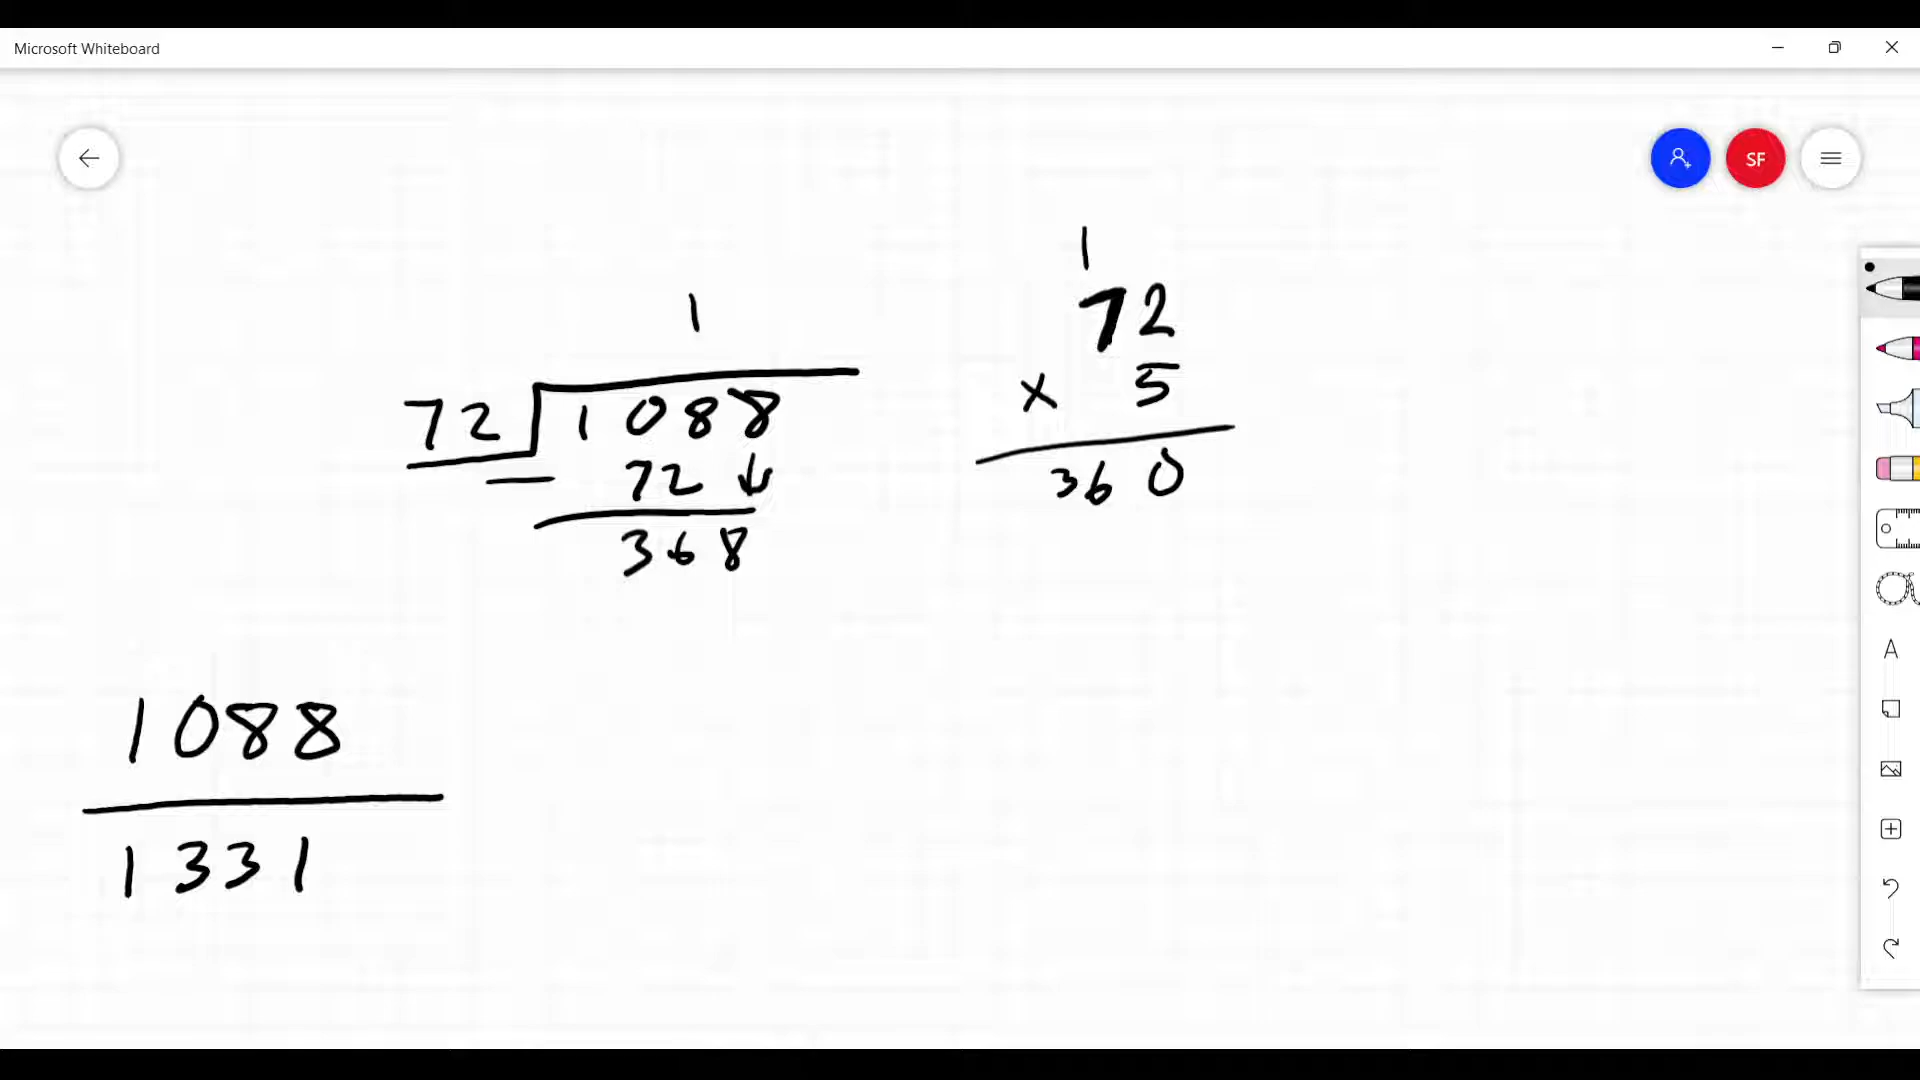 Microsoft Whiteboard
SF
1
72
x 5
360
1
72 1088
- 72
368
1088
1331
A